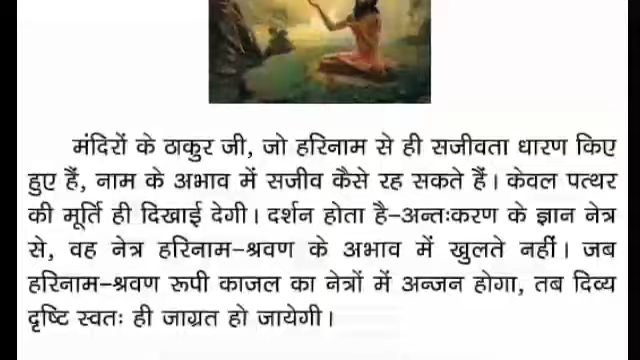 मंदिरों के ठाकुर जी, जो हरिनाम से ही सजीवता धारण किए
हुए हैं, नाम के अभाव में सजीव कैसे रह सकते हैं। केवल पत्थर
की मूर्ति ही दिखाई देगी। दर्शन होता है-अन्तःकरण के ज्ञान नेत्र
से, वह नेत्र हरिनाम-श्रवण के अभाव में खुलते नहीं। जब
हरिनाम-श्रवण रूपी काजल का नेत्रों में अन्जन होगा, तब दिव्य
दृष्टि स्वतः ही जाग्रत हो जायेगी।